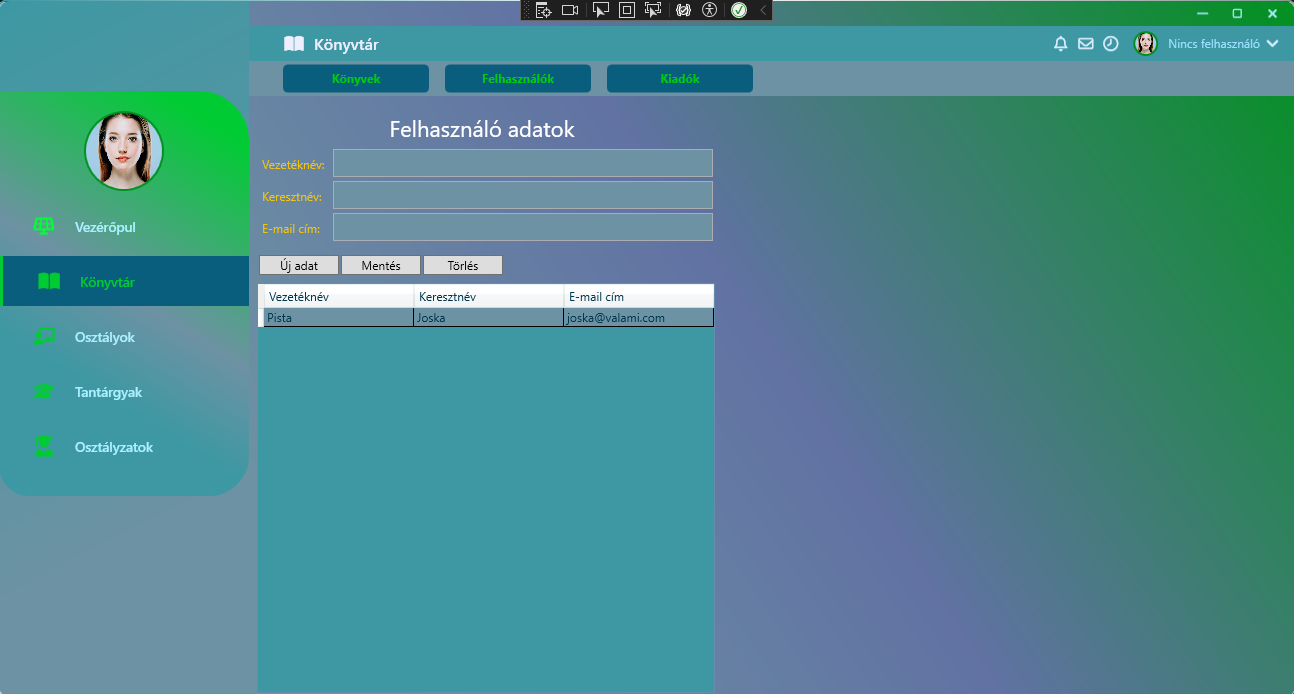 Könyvtár
Nincs felhasználó
Könyvek
Felhasználók
Kiadók
Vezérőpul
Könyvtár
Osztályok
Tantárgyak
Osztályzatok
Felhasználó adatok
Vezetéknév:
Keresztnév:
E-mail cím:
Új adat Mentés Törlés
Vezetéknév Keresztnév E-mail cím
Pista Joska joska@valami.com